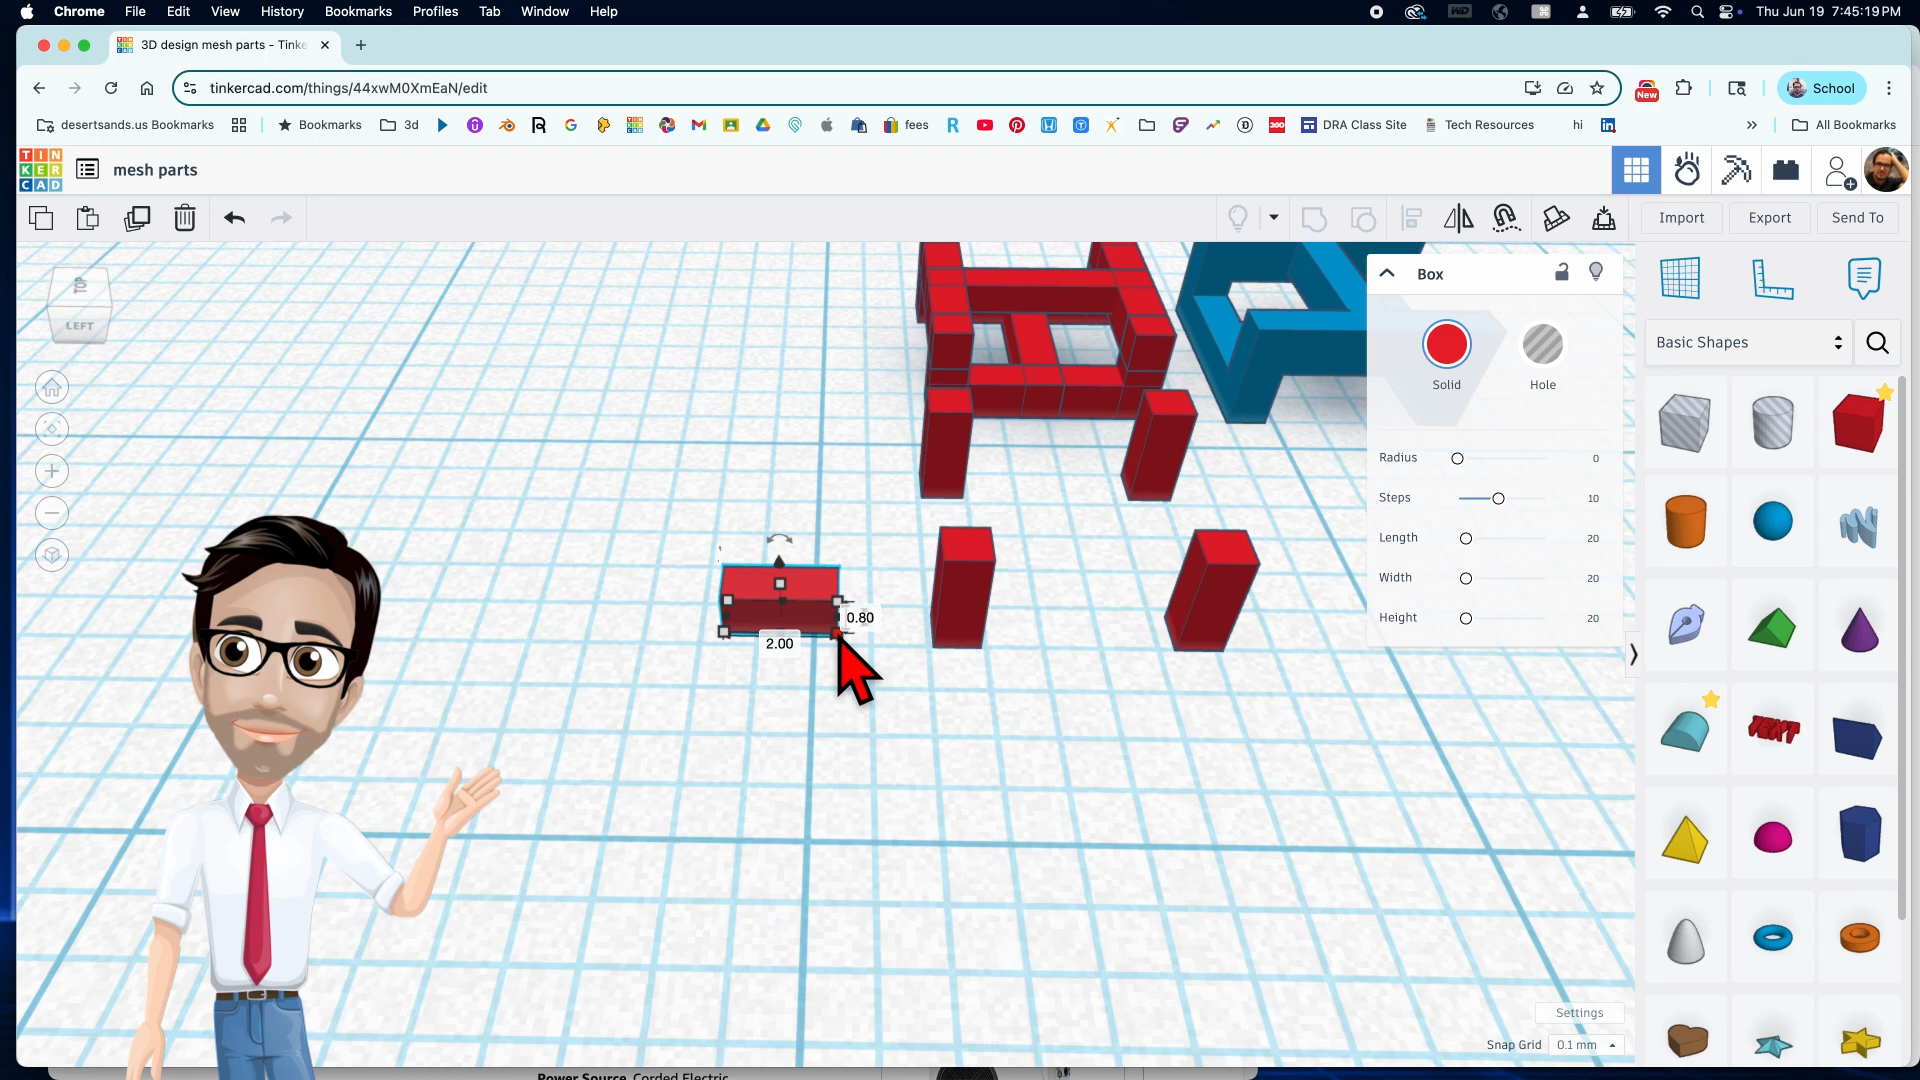 Chrome File Edit View History Bookmarks Profiles Tab Window Help
WD
Thu Jun 19 7:45:19 PM
3D design mesh parts - Tinke
tinkercad.com/things/44xwM0XmEaN/edit
New
School
desertsands.us Bookmarks
Bookmarks
3d
fees
360
DRA Class Site
Tech Resources
hi
All Bookmarks
TIN
KER
CAD
mesh parts
Import
Export
Send To
LEFT
Box
Solid
Hole
Radius 0
Steps 10
Length 20
Width 20
Height 20
Basic Shapes
TEXT
0.80
2.00
Settings
Snap Grid 0.1 mm
Power Source Corded Electric